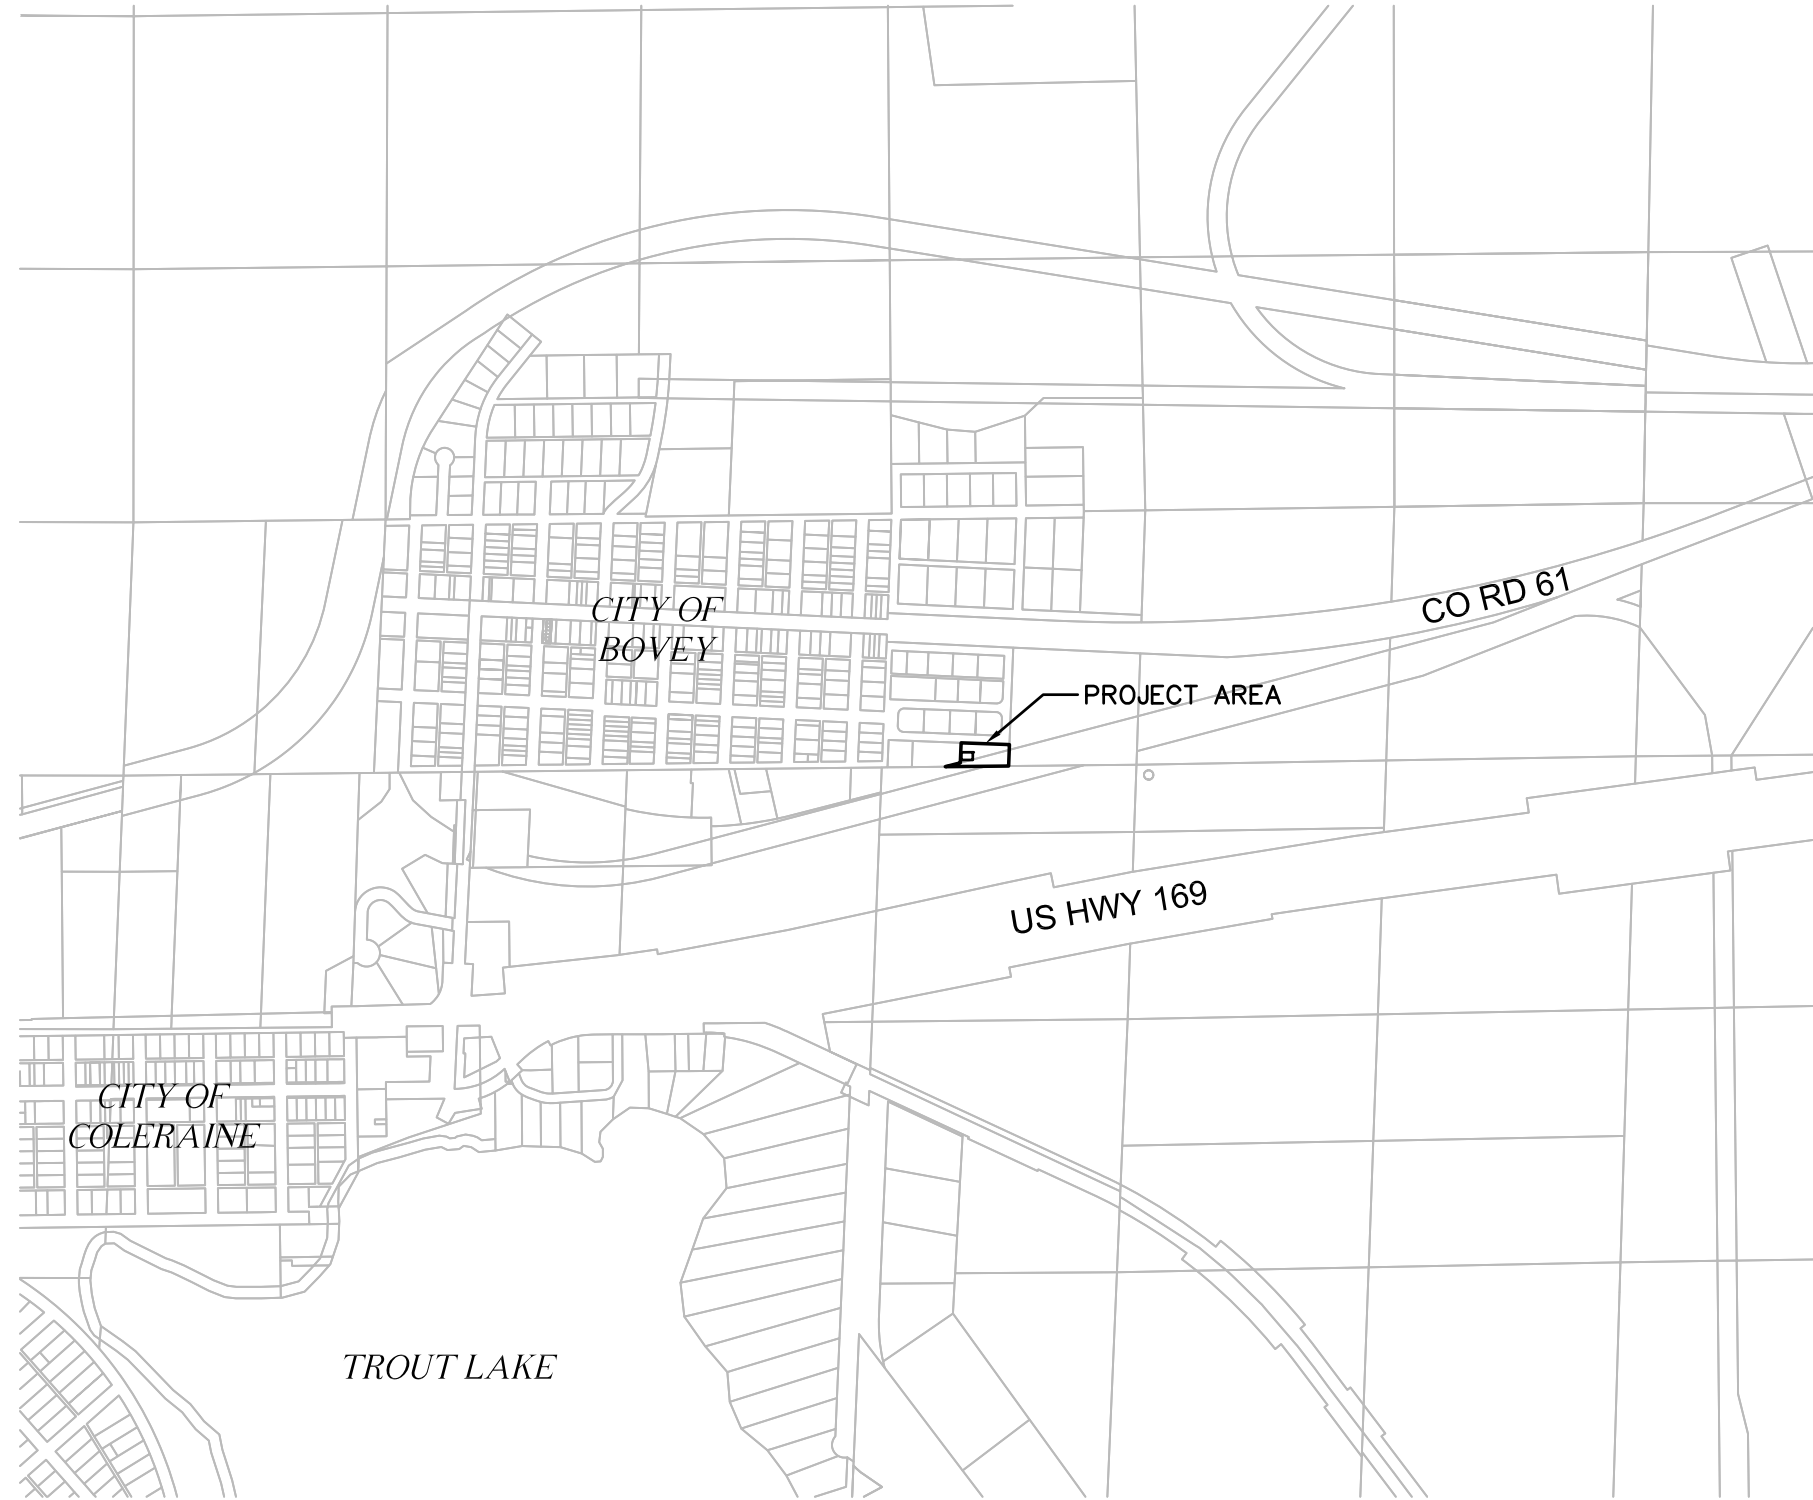 CITY OF
BOVEY
CO RD 61
PROJECT AREA
US HWY 169
CITY OF
COLERAINE
TROUT LAKE